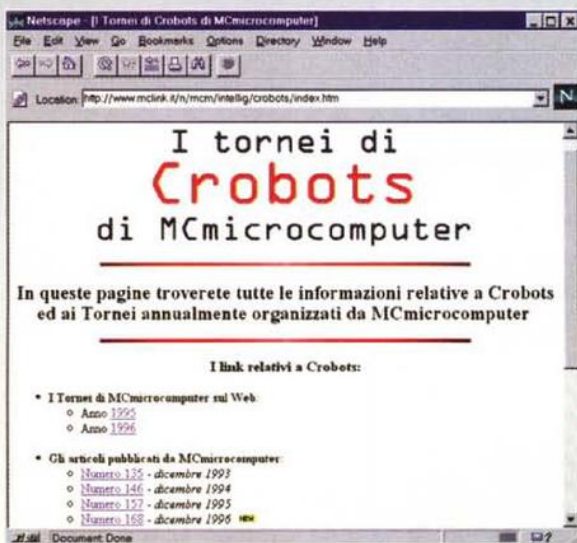 Netscape - [I Tornei di Crobots di MCmicrocomputer]
File Edit View Go Bookmarks Options Directory Window Help
Location: http://www.mclink.it/n/mcm/intellig/crobots/index.htm
N
I tornei di
Crobots
di MCmicrocomputer
In queste pagine troverete tutte le informazioni relative a Crobots
ed ai Tornei annualmente organizzati da MCmicrocomputer
I link relativi a Crobots:
• I Tornei di MCmicrocomputer sul Web:
○ Anno 1995
○ Anno 1996
• Gli articoli pubblicati da MCmicrocomputer:
○ Numero 135 - dicembre 1993
○ Numero 146 - dicembre 1994
○ Numero 157 - dicembre 1995
○ Numero 168 - dicembre 1996 NEW
Document Done